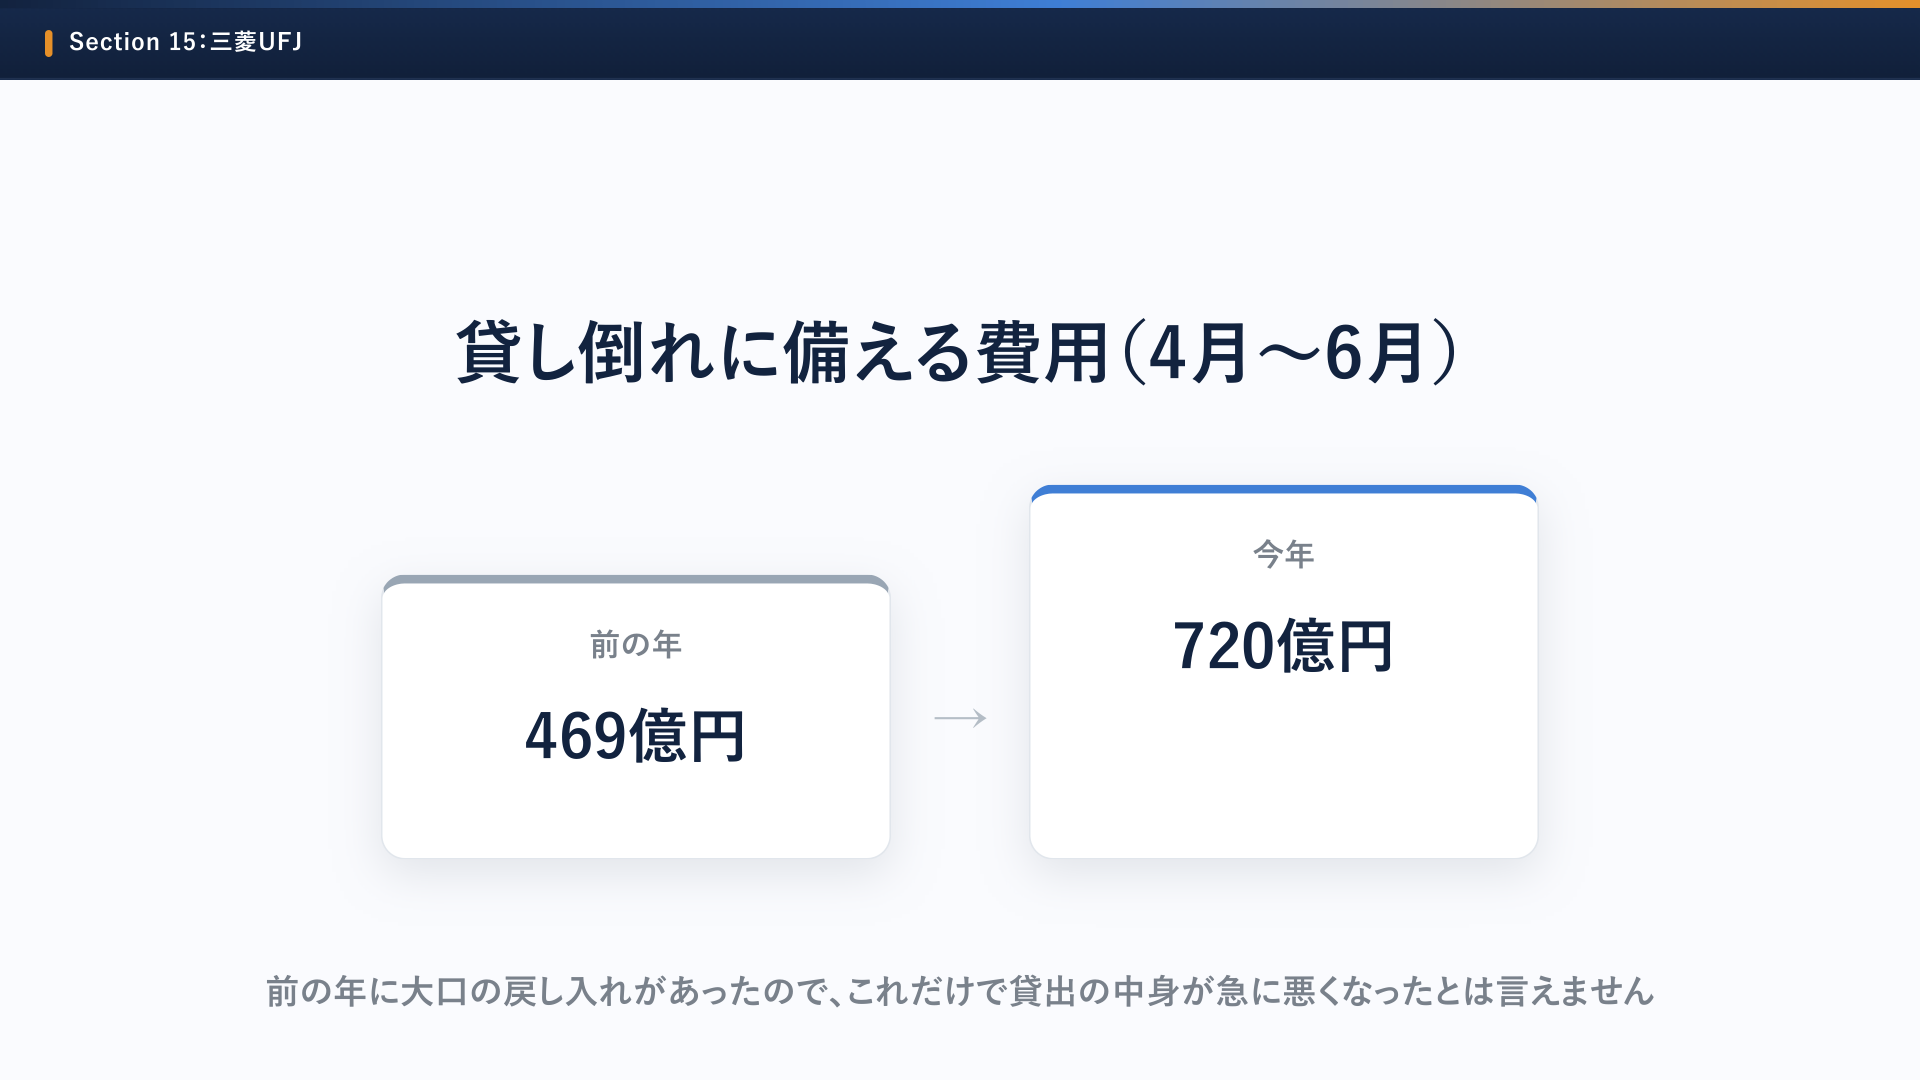 Section 15：三菱UFJ
貸し倒れに備える費用（4月〜6月）
前の年
469億円
→
今年
720億円
前の年に大口の戻し入れがあったので、これだけで貸出の中身が急に悪くなったとは言えません